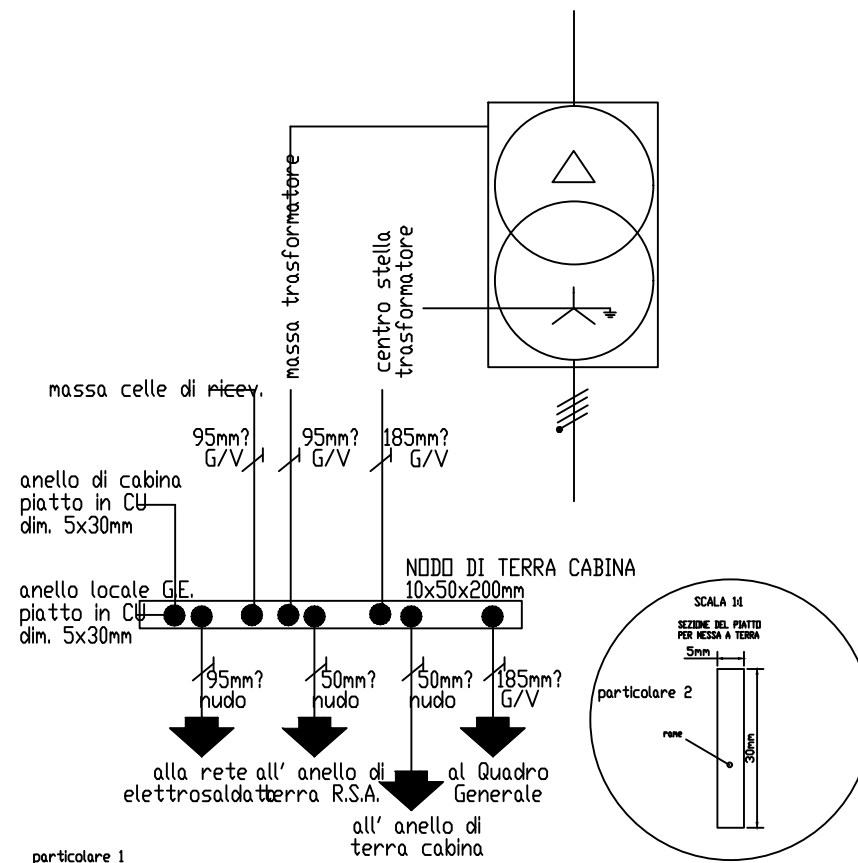 massa trasformatore
centro stella
trasformatore
massa celle di ricev.
95mm?
G/V
95mm?
G/V
185mm?
G/V
anello di cabina
piatto in CU
dim. 5x30mm
NODO DI TERRA CABINA
10x50x200mm
anello locale G.E.
piatto in CU
dim. 5x30mm
95mm?
nudo
50mm?
nudo
50mm?
nudo
185mm?
G/V
alla rete
elettrosaldata
all' anello di
terra R.S.A.
al Quadro
Generale
all' anello di
terra cabina
SCALA 1:1
SEZIONE DEL PIATTO
PER MESSA A TERRA
5mm
particolare 2
rame
30mm
particolare 1